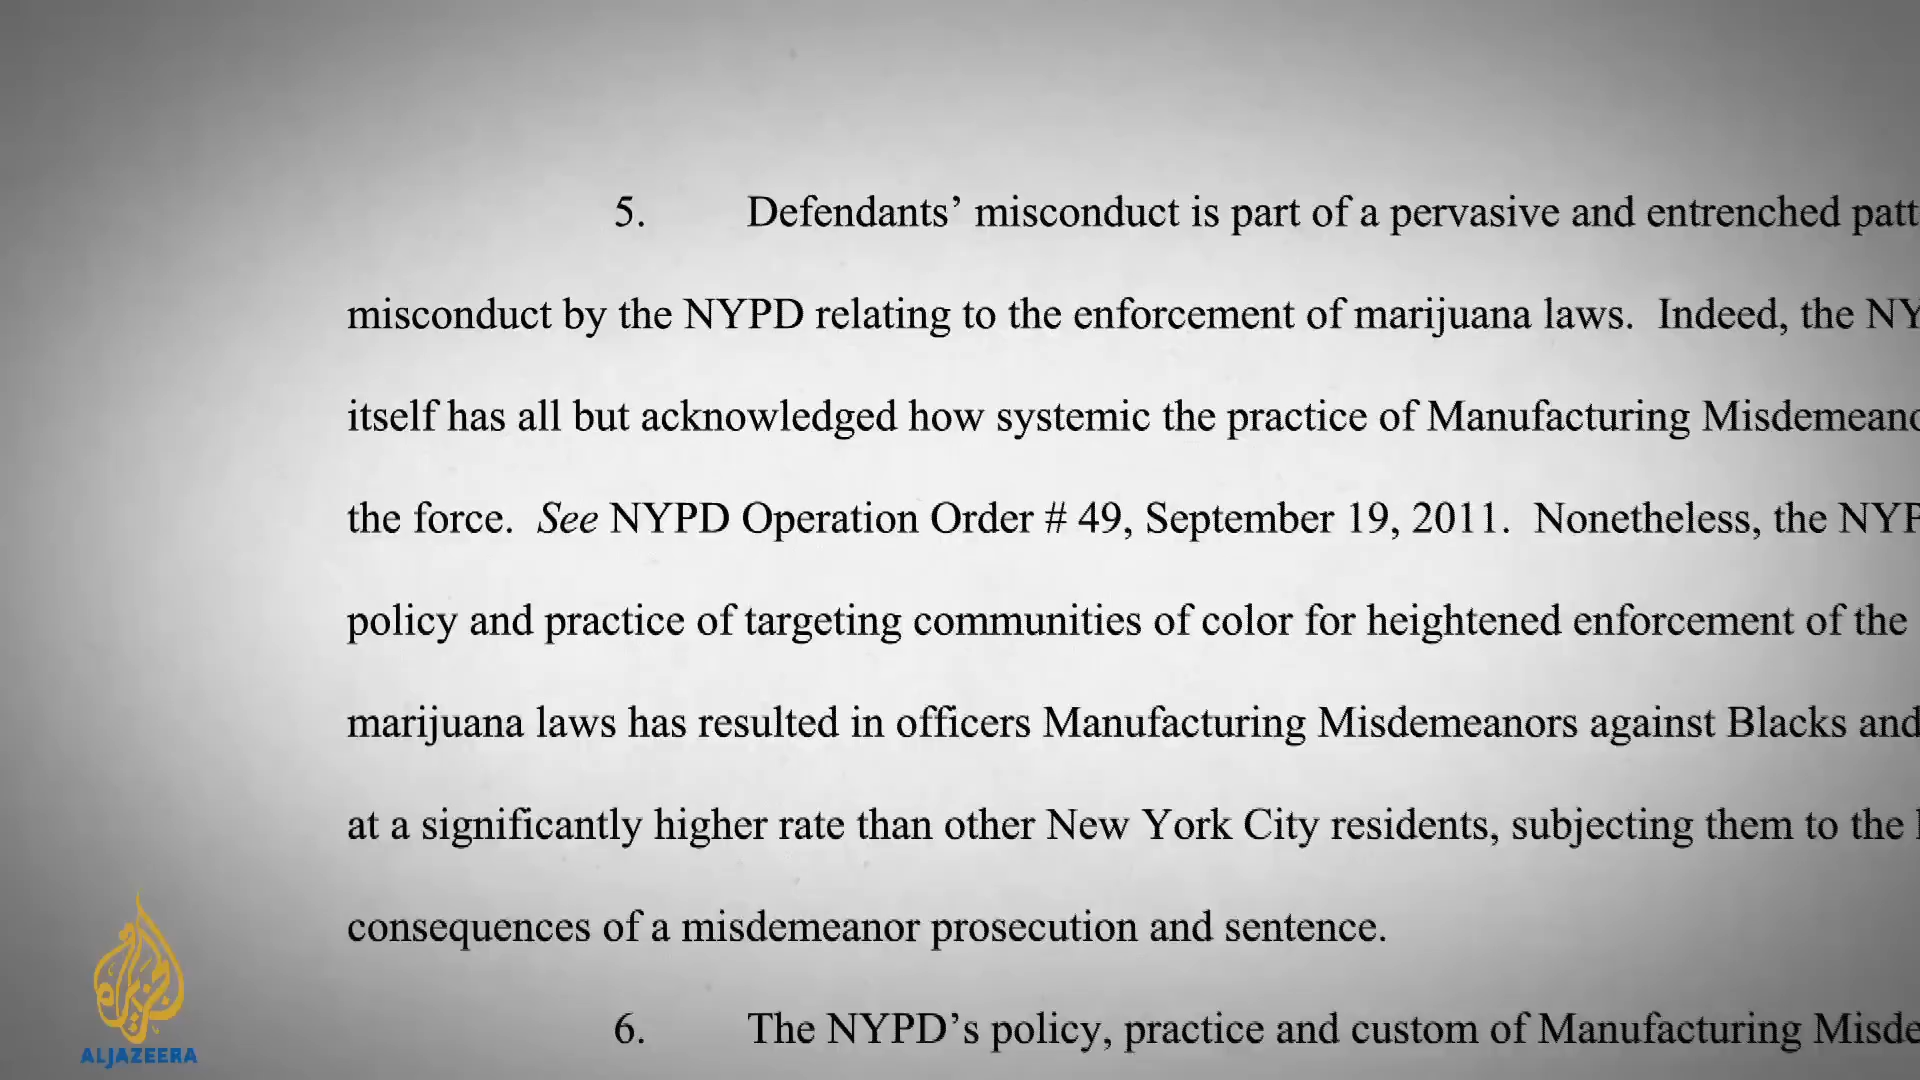 5. Defendants’ misconduct is part of a pervasive and entrenched patt
misconduct by the NYPD relating to the enforcement of marijuana laws. Indeed, the NY
itself has all but acknowledged how systemic the practice of Manufacturing Misdemeano
the force. See NYPD Operation Order # 49, September 19, 2011. Nonetheless, the NYP
policy and practice of targeting communities of color for heightened enforcement of the
marijuana laws has resulted in officers Manufacturing Misdemeanors against Blacks and
at a significantly higher rate than other New York City residents, subjecting them to the
consequences of a misdemeanor prosecution and sentence.
6. The NYPD’s policy, practice and custom of Manufacturing Misde
الجزيرة
ALJAZEERA